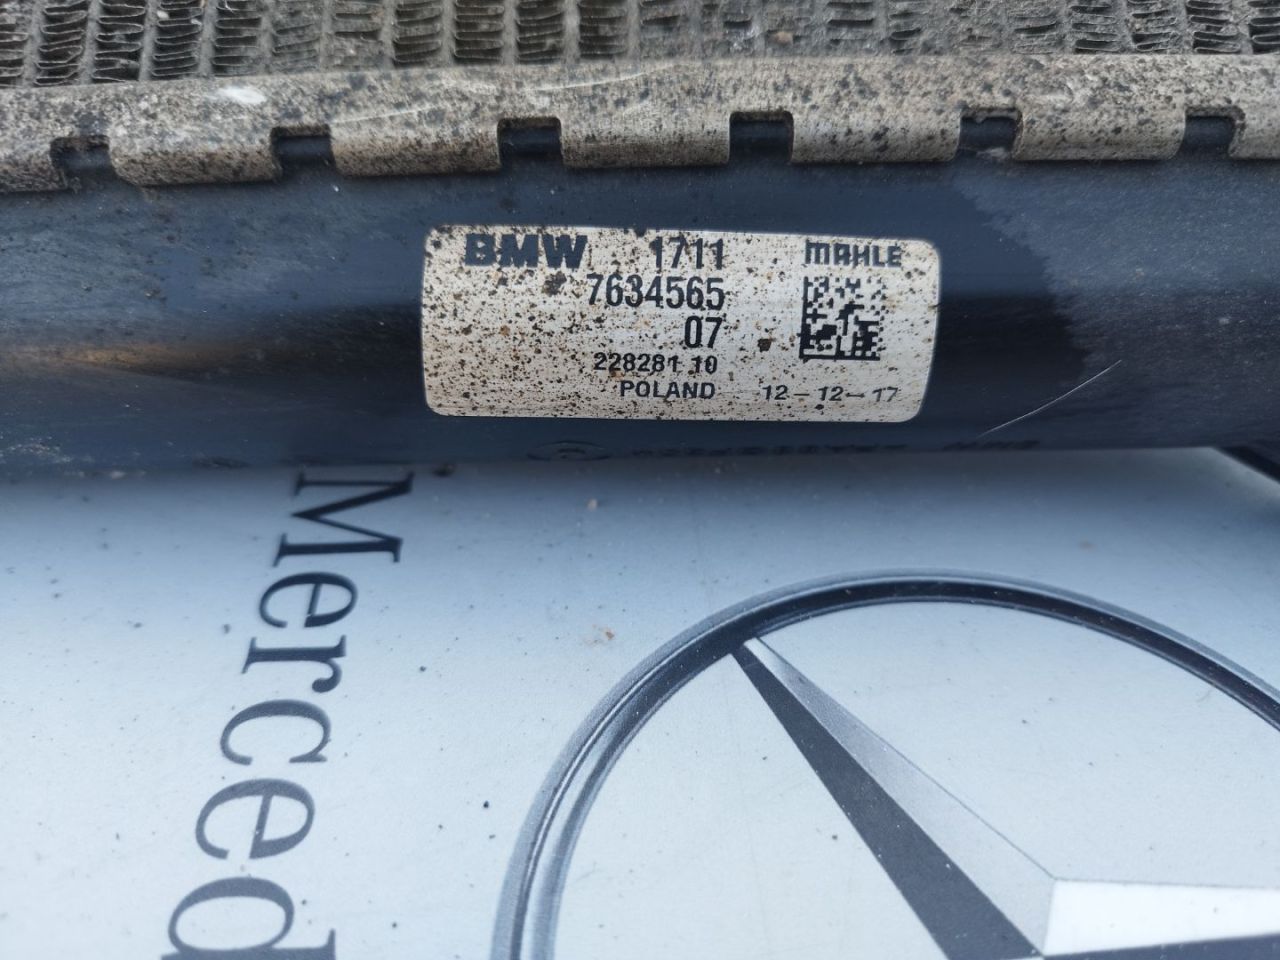 BMW 1711 MAHLE
7634565
07
228281 10
POLAND 12-12-17
Merced